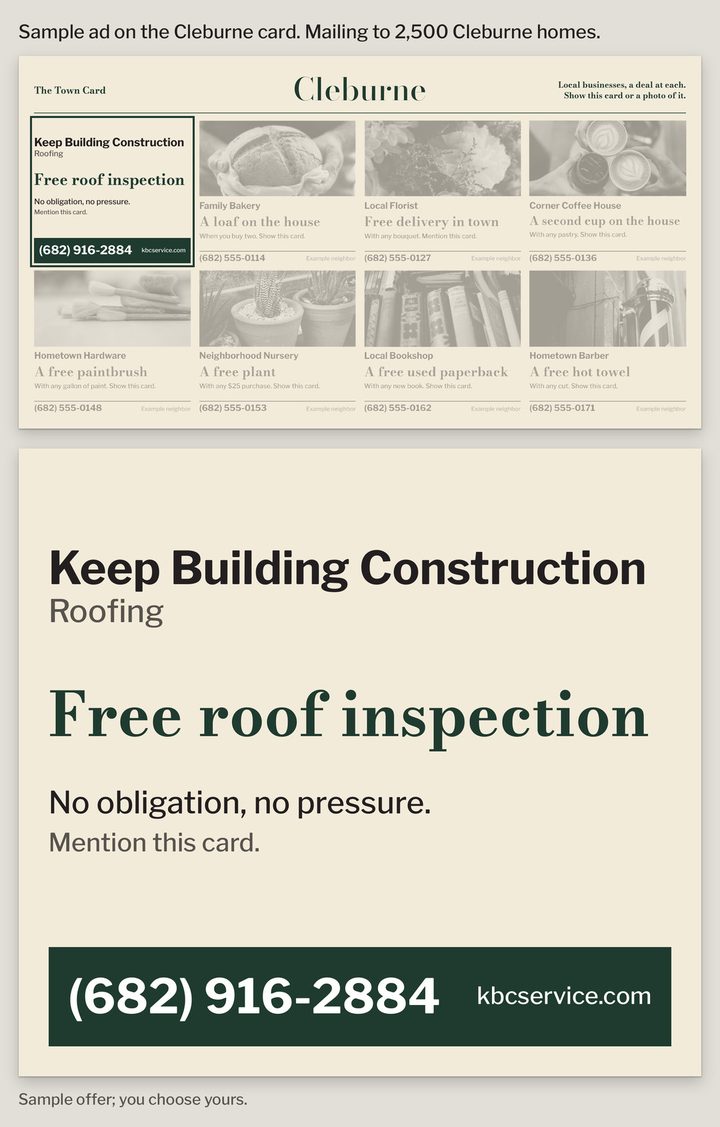 Sample ad on the Cleburne card. Mailing to 2,500 Cleburne homes.
The Town Card
Cleburne
Local businesses, a deal at each.
Show this card or a photo of it.
Keep Building Construction
Roofing
Free roof inspection
No obligation, no pressure.
Mention this card.
(682) 916-2884 kbcservice.com
Family Bakery
A loaf on the house
When you buy two. Show this card.
(682) 555-0114 Example neighbor
Local Florist
Free delivery in town
With any bouquet. Mention this card.
(682) 555-0127 Example neighbor
Corner Coffee House
A second cup on the house
With any pastry. Show this card.
(682) 555-0136 Example neighbor
Hometown Hardware
A free paintbrush
With any gallon of paint. Show this card.
(682) 555-0148 Example neighbor
Neighborhood Nursery
A free plant
With any $25 purchase. Show this card.
(682) 555-0153 Example neighbor
Local Bookshop
A free used paperback
With any new book. Show this card.
(682) 555-0162 Example neighbor
Hometown Barber
A free hot towel
With any cut. Show this card.
(682) 555-0171 Example neighbor
Keep Building Construction
Roofing
Free roof inspection
No obligation, no pressure.
Mention this card.
(682) 916-2884 kbcservice.com
Sample offer; you choose yours.